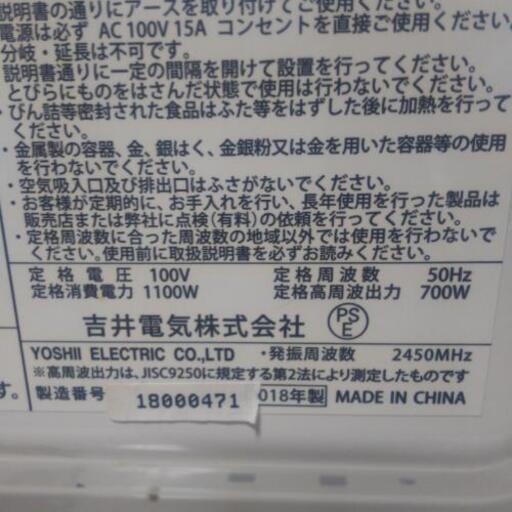 説明書の通りにアースを取り付けてご使用くださ
電源は必ず AC100V 15A コンセントを直接ご使用ください。
分岐・延長は不可です。
説明書通りに一定の間隔を開けて設置を行ってください。
とびらにものをはさんだ状態で使用は行わないでください。
・びん詰等密封された食品はふた等をはずした後に加熱を行って
ください。
・金属製の容器、金、銀はく、金銀粉又は金を用いた容器等の使用
を行わないでください。
・空気吸入口及び排出口はふさがないでください。
・お客様が定期的に、お手入れを行い、長年使用を行った製品は
販売店または弊社に点検(有料)の依頼を行ってください。
・定格周波数に合った周波数の地域以外では使用を行わないで
ください。使用前に取扱説明書を必ずお読みください。
定格電圧 100V 定格周波数 50Hz
定格消費電力 1100W 定格高周波出力 700W
吉井電気株式会社 PSE
YOSHII ELECTRIC CO.,LTD ・発振周波数 2450MHz
※高周波出力は、JISC9250に規定する第2法により測定したものです
す。 製造番号 18000471 018年製 MADE IN CHINA